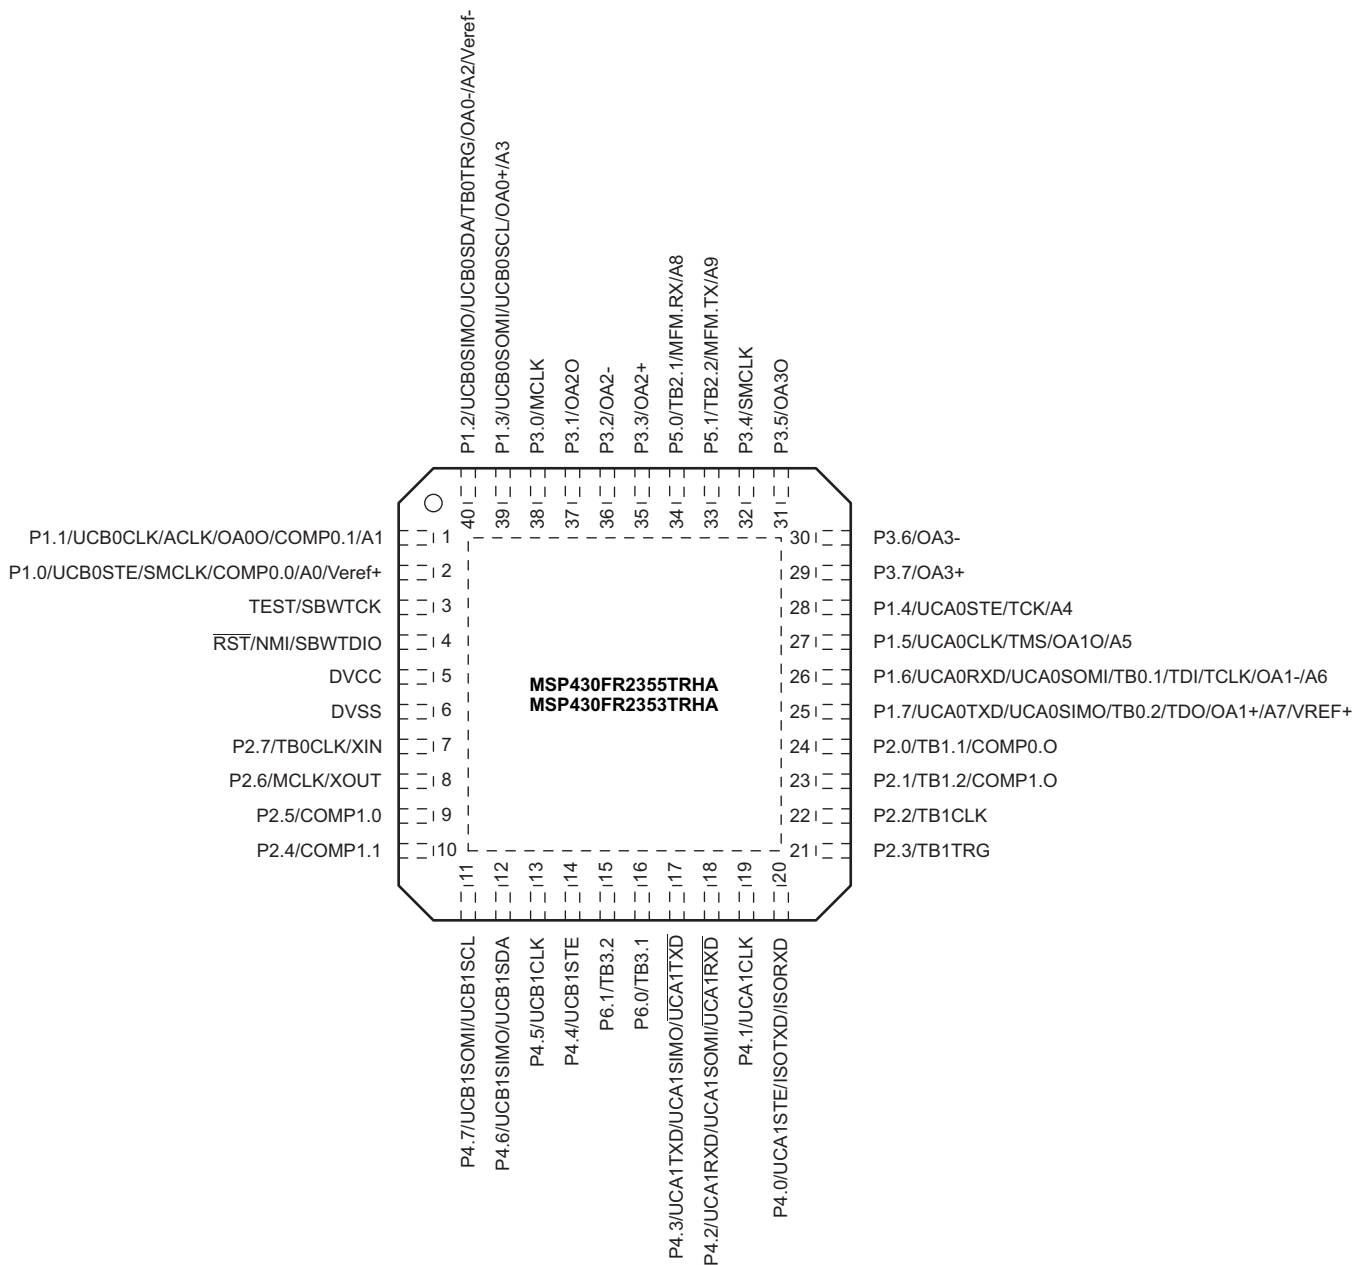 P1.2/UCB0SIMO/UCB0SDA/TB0TRG/OA0-/A2/Veref-
P1.3/UCB0SOMI/UCB0SCL/OA0+/A3
P3.0/MCLK
P3.1/OA2O
P3.2/OA2-
P3.3/OA2+
P5.0/TB2.1/MFM.RX/A8
P5.1/TB2.2/MFM.TX/A9
P3.4/SMCLK
P3.5/OA3O
40
39
38
37
36
35
34
33
32
31
P1.1/UCB0CLK/ACLK/OA0O/COMP0.1/A1
1
P1.0/UCB0STE/SMCLK/COMP0.0/A0/Veref+
2
TEST/SBWTCK
3
RST/NMI/SBWTDIO
4
DVCC
5
DVSS
6
P2.7/TB0CLK/XIN
7
P2.6/MCLK/XOUT
8
P2.5/COMP1.0
9
P2.4/COMP1.1
10
MSP430FR2355TRHA
MSP430FR2353TRHA
30
P3.6/OA3-
29
P3.7/OA3+
28
P1.4/UCA0STE/TCK/A4
27
P1.5/UCA0CLK/TMS/OA1O/A5
26
P1.6/UCA0RXD/UCA0SOMI/TB0.1/TDI/TCLK/OA1-/A6
25
P1.7/UCA0TXD/UCA0SIMO/TB0.2/TDO/OA1+/A7/VREF+
24
P2.0/TB1.1/COMP0.O
23
P2.1/TB1.2/COMP1.O
22
P2.2/TB1CLK
21
P2.3/TB1TRG
11
12
13
14
15
16
17
18
19
20
P4.7/UCB1SOMI/UCB1SCL
P4.6/UCB1SIMO/UCB1SDA
P4.5/UCB1CLK
P4.4/UCB1STE
P6.1/TB3.2
P6.0/TB3.1
P4.3/UCA1TXD/UCA1SIMO/UCA1TXD
P4.2/UCA1RXD/UCA1SOMI/UCA1RXD
P4.1/UCA1CLK
P4.0/UCA1STE/ISOTXD/ISORXD